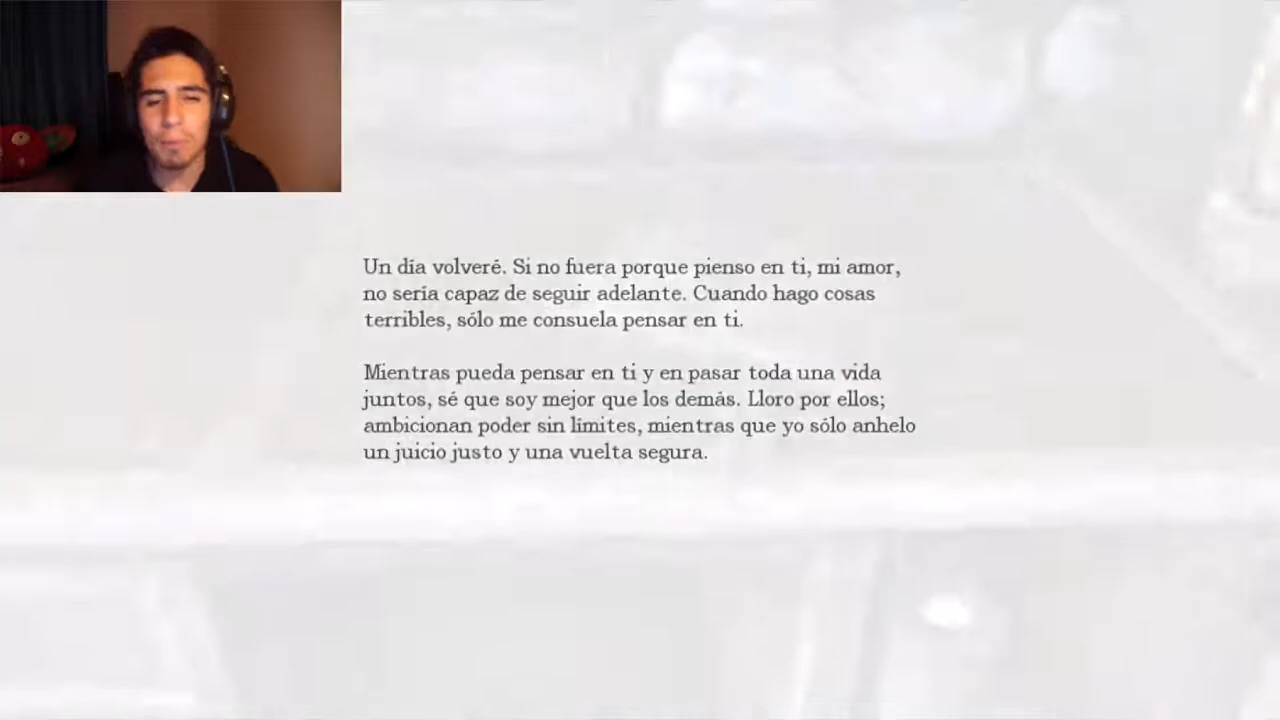 Un día volveré. Si no fuera porque pienso en ti, mi amor,
no sería capaz de seguir adelante. Cuando hago cosas
terribles, sólo me consuela pensar en ti.
Mientras pueda pensar en ti y en pasar toda una vida
juntos, sé que soy mejor que los demás. Lloro por ellos;
ambicionan poder sin límites, mientras que yo sólo anhelo
un juicio justo y una vuelta segura.